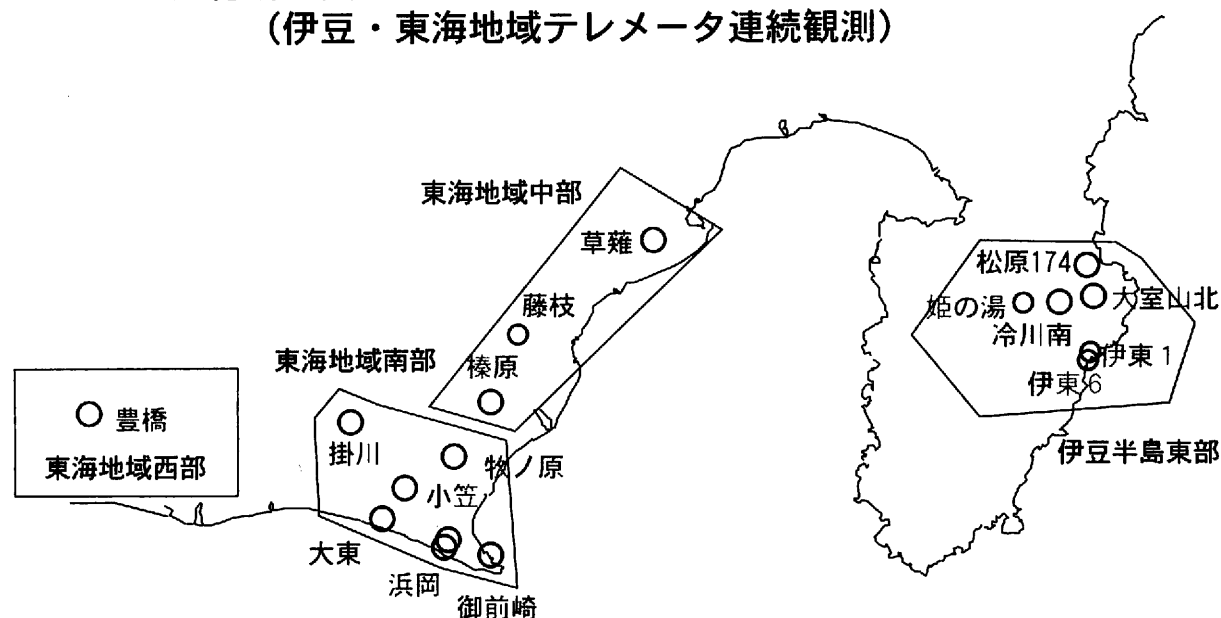 (伊豆・東海地域テレメータ連続観測)
東海地域中部
草薙
藤枝
榛原
東海地域南部
掛川
牧ノ原
小笠
大東
浜岡
御前崎
豊橋
東海地域西部
松原174
姫の湯
大室山北
冷川南
伊東1
伊東6
伊豆半島東部